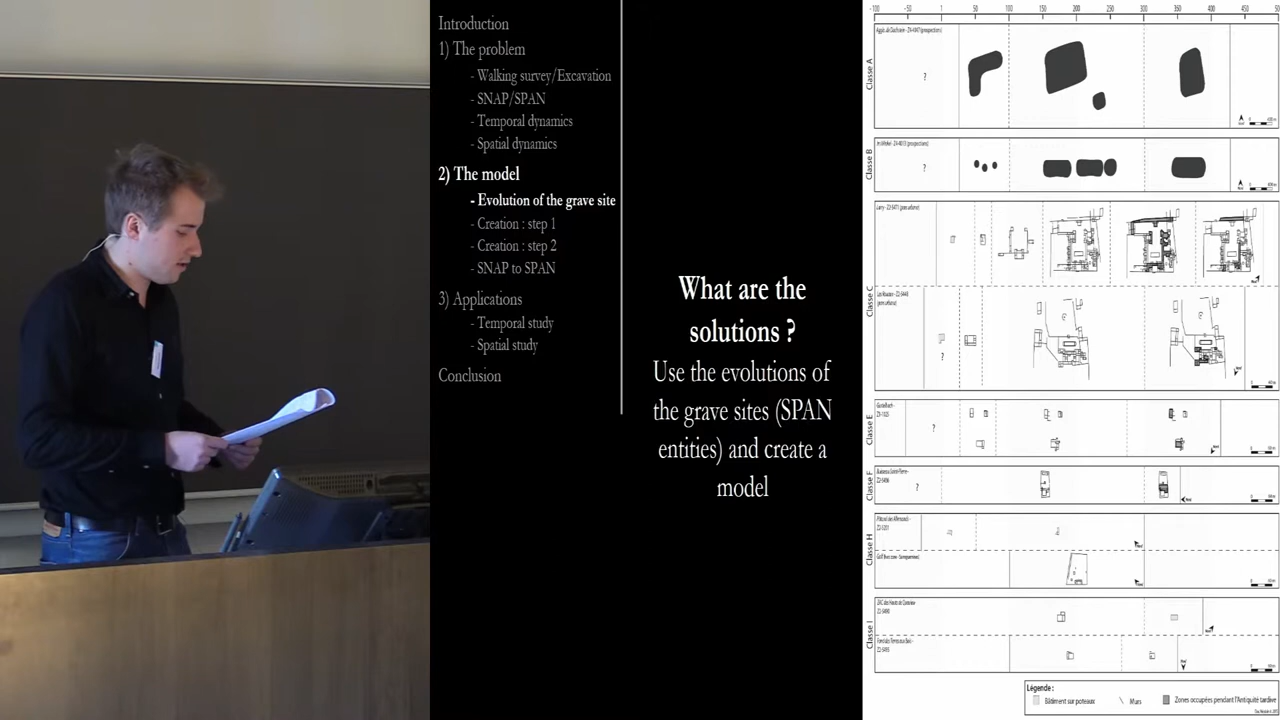 Introduction
1) The problem
- Walking survey/Excavation
- SNAP/SPAN
- Temporal dynamics
- Spatial dynamics
2) The model
- Evolution of the grave site
- Creation : step 1
- Creation : step 2
- SNAP to SPAN
3) Applications
- Temporal study
- Spatial study
Conclusion
What are the
solutions ?
Use the evolutions of
the grave sites (SPAN
entities) and create a
model
-100 -50 1 50 100 150 200 250 300 350 400 450
Classe A
?
Classe B
?
Classe C
?
Classe E
?
Classe F
?
Classe H
Classe I
Légende :
Bâtiment sur poteaux
Murs
Zones occupées pendant l'Antiquité tardive